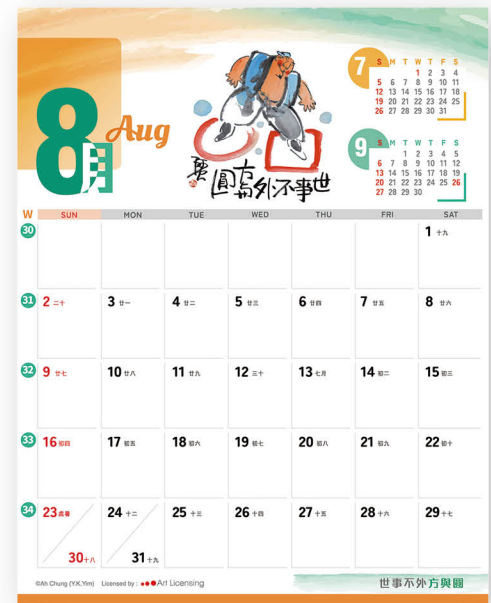 8月 Aug
7
S M T W T F S
1 2 3 4
5 6 7 8 9 10 11
12 13 14 15 16 17 18
19 20 21 22 23 24 25
26 27 28 29 30 31
9
S M T W T F S
1 2 3 4 5
6 7 8 9 10 11 12
13 14 15 16 17 18 19
20 21 22 23 24 25 26
27 28 29 30
世事不外方圓
W SUN MON TUE WED THU FRI SAT
30 1 十九
31 2 二十 3 廿一 4 廿二 5 廿三 6 廿四 7 廿五 8 廿六
32 9 廿七 10 廿八 11 廿九 12 三十 13 七月 14 初二 15 初三
33 16 初四 17 初五 18 初六 19 初七 20 初八 21 初九 22 初十
34 23 處暑 24 十二 25 十三 26 十四 27 十五 28 十六 29 十七
30 十八 31 十九
©Ah Chung (Y.K.Yim) Licensed by : Art Licensing
世事不外方與圓